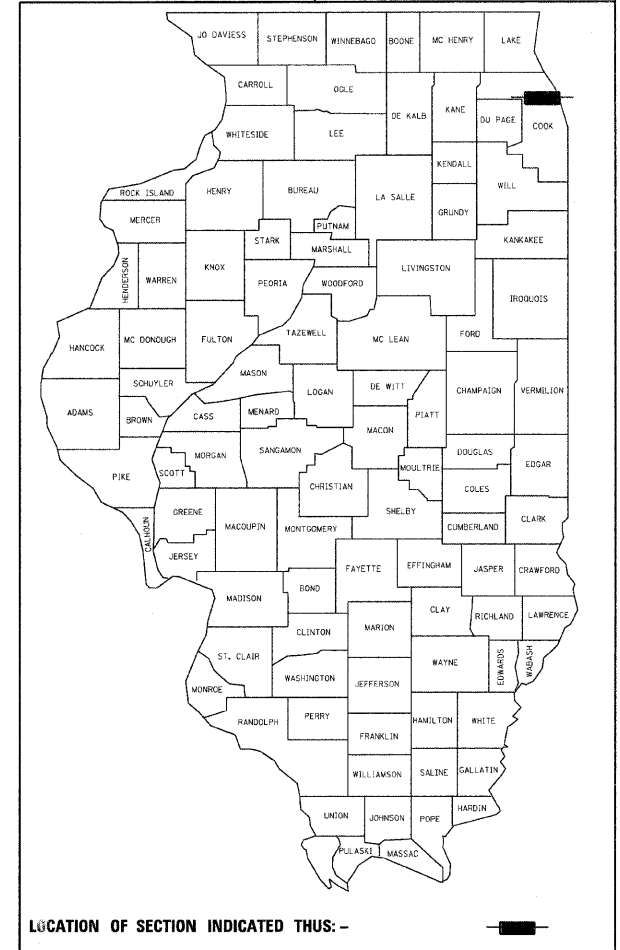 JO DAVIESS
STEPHENSON
WINNEBAGO
BOONE
MC HENRY
LAKE
CARROLL
OGLE
DE KALB
KANE
DU PAGE
COOK
WHITESIDE
LEE
KENDALL
WILL
ROCK ISLAND
HENRY
BUREAU
LA SALLE
GRUNDY
MERCER
PUTNAM
STARK
MARSHALL
KANKAKEE
HENDERSON
WARREN
KNOX
PEORIA
WOODFORD
LIVINGSTON
IROQUOIS
HANCOCK
MC DONOUGH
FULTON
TAZEWELL
MC LEAN
FORD
MASON
SCHUYLER
LOGAN
DE WITT
CHAMPAIGN
VERMILION
ADAMS
BROWN
CASS
MENARD
MACON
PIATT
PIKE
SCOTT
MORGAN
SANGAMON
MOULTRIE
DOUGLAS
EDGAR
CHRISTIAN
COLES
CALHOUN
GREENE
MACOUPIN
MONTGOMERY
SHELBY
CUMBERLAND
CLARK
JERSEY
FAYETTE
EFFINGHAM
JASPER
CRAWFORD
MADISON
BOND
CLAY
RICHLAND
LAWRENCE
CLINTON
MARION
ST. CLAIR
WAYNE
EDWARDS
WABASH
MONROE
WASHINGTON
JEFFERSON
RANDOLPH
PERRY
HAMILTON
WHITE
FRANKLIN
WILLIAMSON
SALINE
GALLATIN
UNION
JOHNSON
POPE
HARDIN
PULASKI
MASSAC
LOCATION OF SECTION INDICATED THUS: -